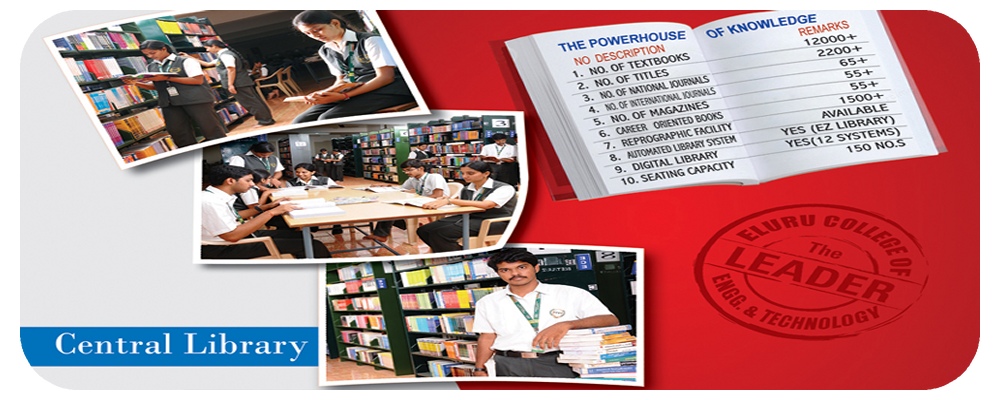 THE POWERHOUSE OF KNOWLEDGE
NO DESCRIPTION REMARKS
1. NO. OF TEXTBOOKS 12000+
2. NO. OF TITLES 2200+
3. NO. OF NATIONAL JOURNALS 65+
4. NO. OF INTERNATIONAL JOURNALS 55+
5. NO. OF MAGAZINES 55+
6. CAREER ORIENTED BOOKS 1500+
7. REPROGRAPHIC FACILITY AVAILABLE
8. AUTOMATED LIBRARY SYSTEM YES (EZ LIBRARY)
9. DIGITAL LIBRARY YES(12 SYSTEMS)
10. SEATING CAPACITY 150 NO.S
ELURU COLLEGE OF
The
LEADER
ENGG. & TECHNOLOGY
Central Library